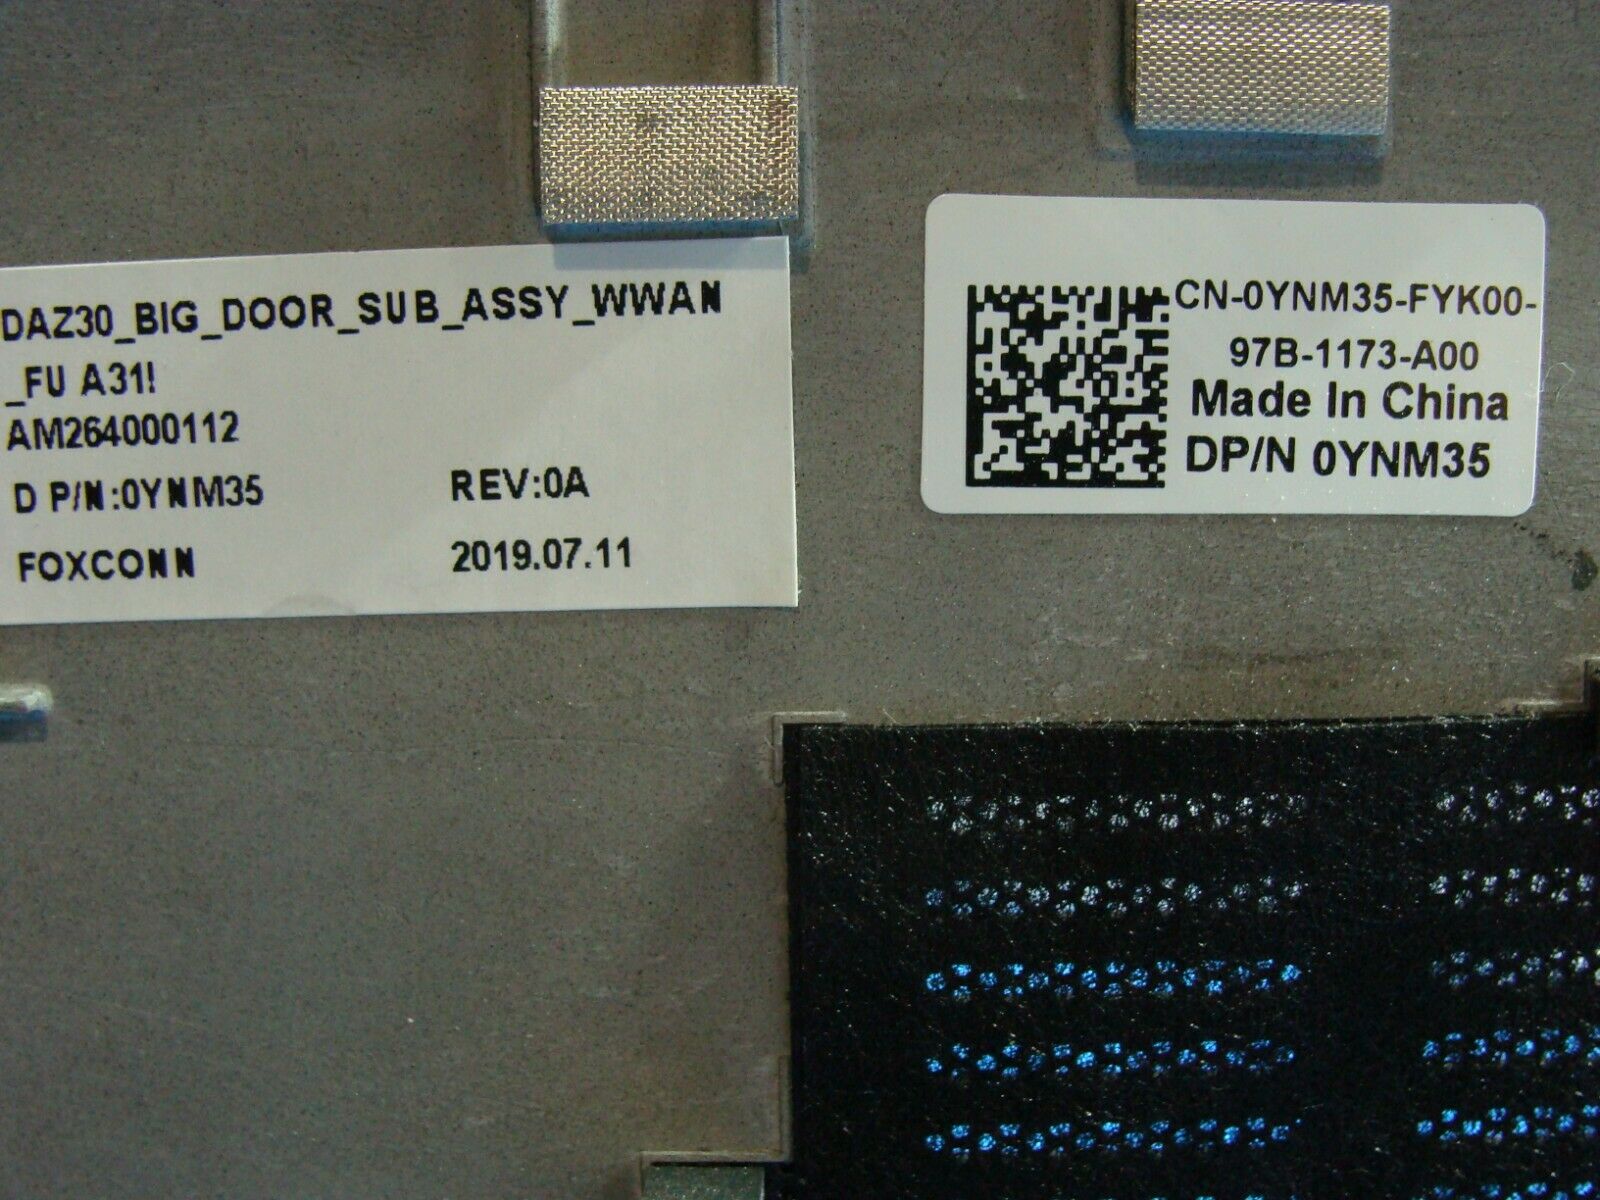 DAZ30_BIG_DOOR_SUB_ASSY_WWAN
_FU A31!
AM264000112
D P/N:0YNM35 REV:0A
FOXCONN 2019.07.11
CN-0YNM35-FYK00-
97B-1173-A00
Made In China
DP/N 0YNM35